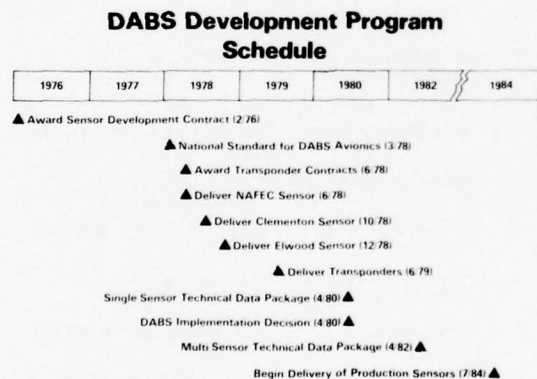 DABS Development Program
Schedule
1976 1977 1978 1979 1980 1982 1984
Award Sensor Development Contract (2/76)
National Standard for DABS Avionics (3/78)
Award Transponder Contracts (6/78)
Deliver NAFEC Sensor (6/78)
Deliver Clementon Sensor (10/78)
Deliver Elwood Sensor (12/78)
Deliver Transponders (6/79)
Single Sensor Technical Data Package (4/80)
DABS Implementation Decision (4/80)
Multi Sensor Technical Data Package (4/82)
Begin Delivery of Production Sensors (7/84)